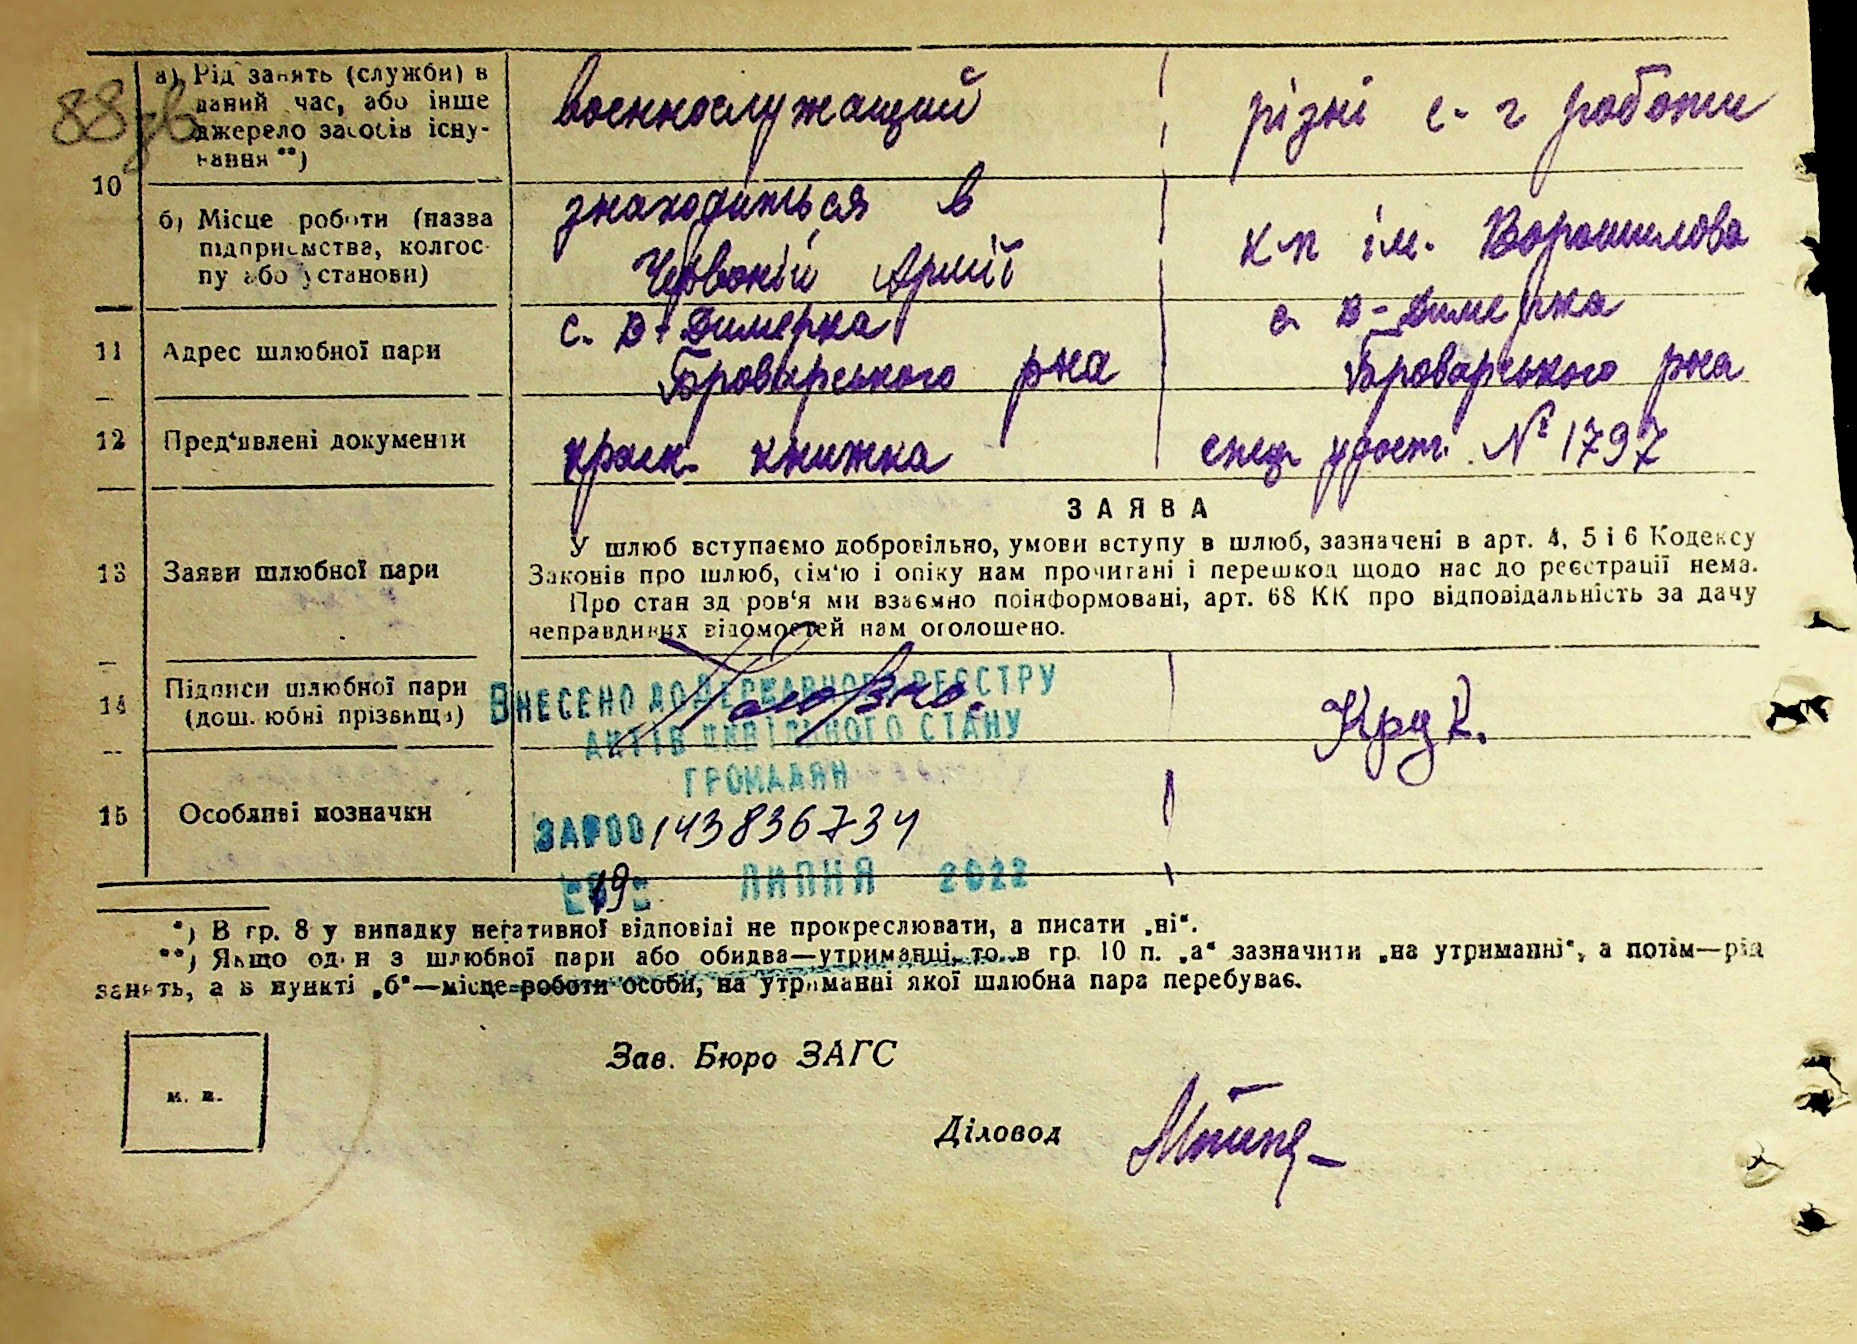 88зв
10
а) Рід занять (служби) в даний час, або інше джерело засобів існування **)
военнослужащий
різні с-г роботи
б) Місце роботи (назва підприємства, колгоспу або установи)
знаходиться в Червоній Армії
к-п ім. Ворошилова
11 Адрес шлюбної пари
с. В-Димерка Броварського р-на
с. В-Димерка Броварського р-на
12 Пред'явлені документи
красн. книжка
спец. удост. № 1797
13 Заяви шлюбної пари
ЗАЯВА
У шлюб вступаємо добровільно, умови вступу в шлюб, зазначені в арт. 4, 5 і 6 Кодексу
Законів про шлюб, сім'ю і опіку нам прочитані і перешкод щодо нас до реєстрації нема.
Про стан здоров'я ми взаємно поінформовані, арт. 68 КК про відповідальність за дачу
неправдивих відомостей нам оголошено.
14 Підписи шлюбної пари (дошлюбні прізвища)
Крук.
ВНЕСЕНО ДО ДЕРЖАВНОГО РЕЄСТРУ
АКТІВ ЦИВІЛЬНОГО СТАНУ
ГРОМАДЯН
15 Особливі позначки
ЗА № 00143836734
19 ЛИПНЯ 2022
*) В гр. 8 у випадку негативної відповіді не прокреслювати, а писати „ні“.
**) Якщо один з шлюбної пари або обидва—утриманці, то в гр. 10 п. „а“ зазначити „на утриманні“, а потім—рід
занять, а в пункті „б“—місце роботи особи, на утриманні якої шлюбна пара перебуває.
Зав. Бюро ЗАГС
м. п.
Діловод